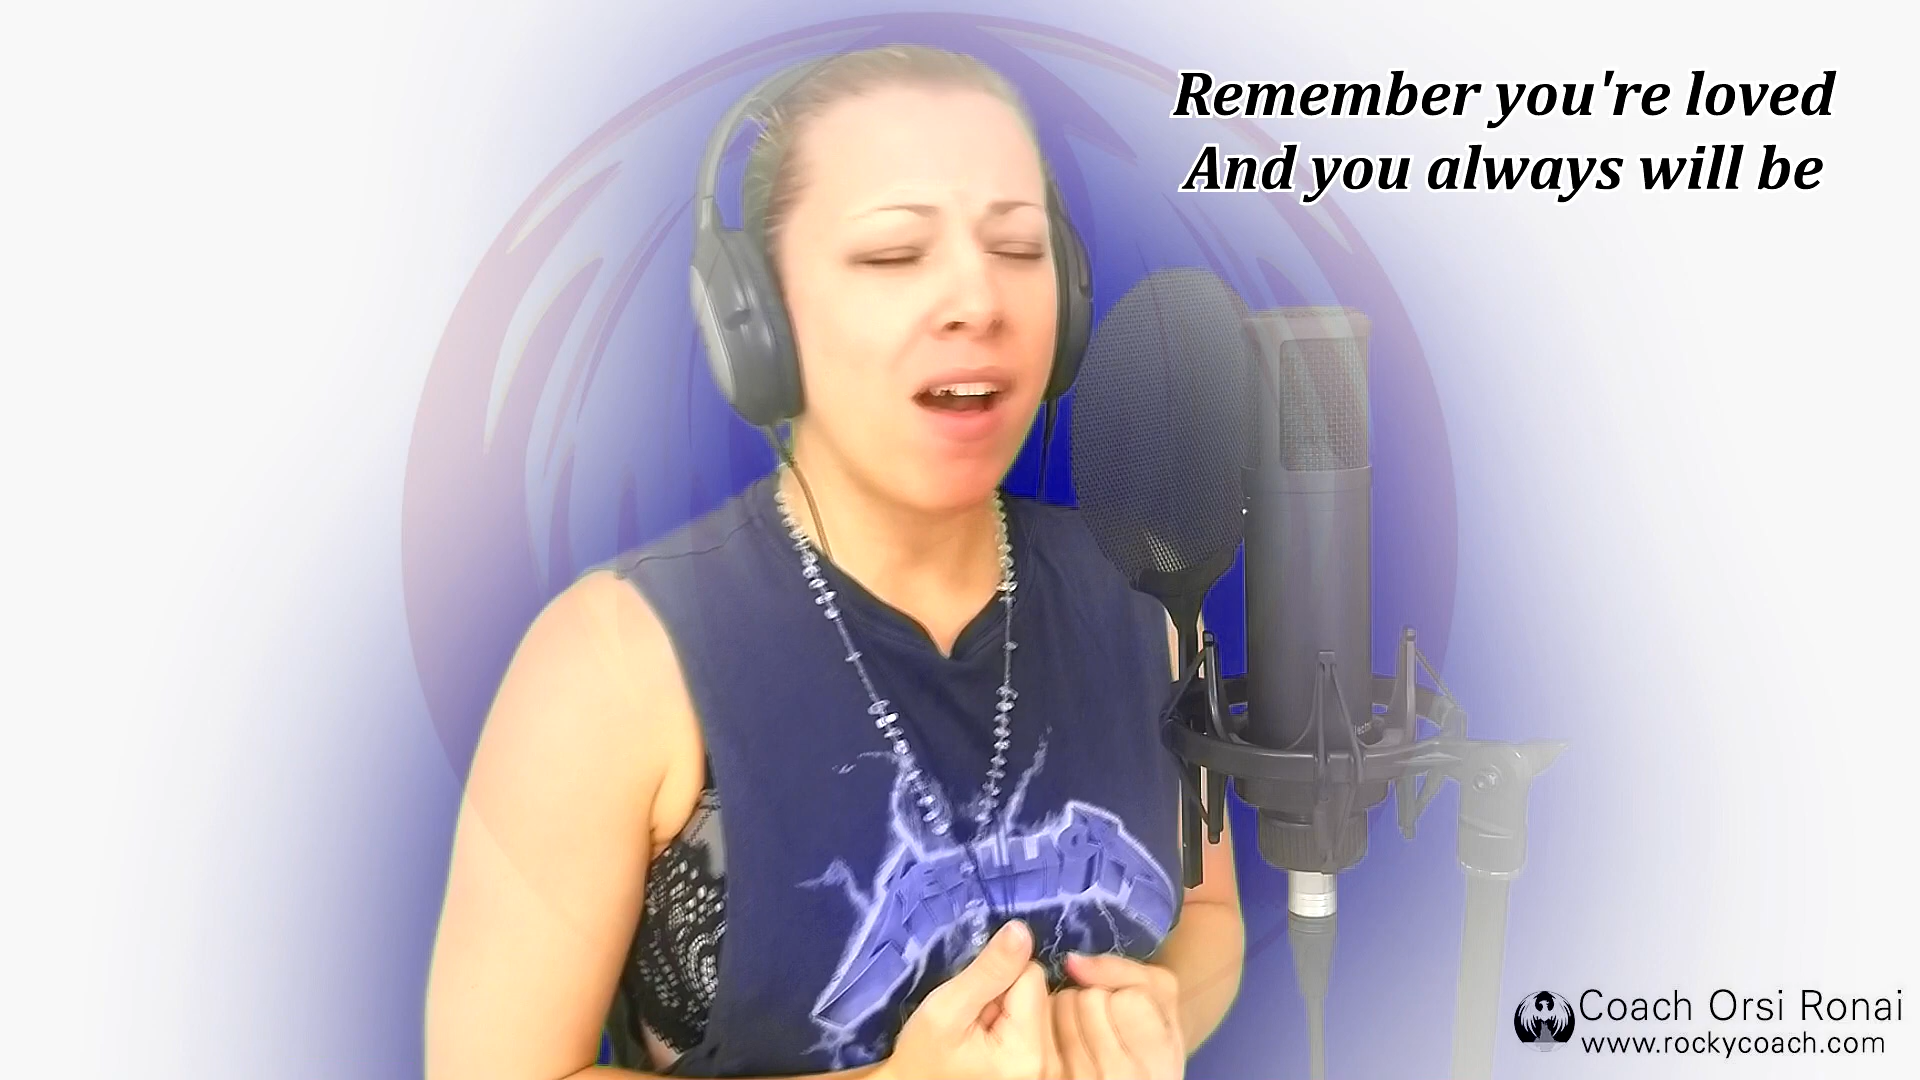 Remember you're loved
And you always will be
Coach Orsi Ronai
www.rockycoach.com